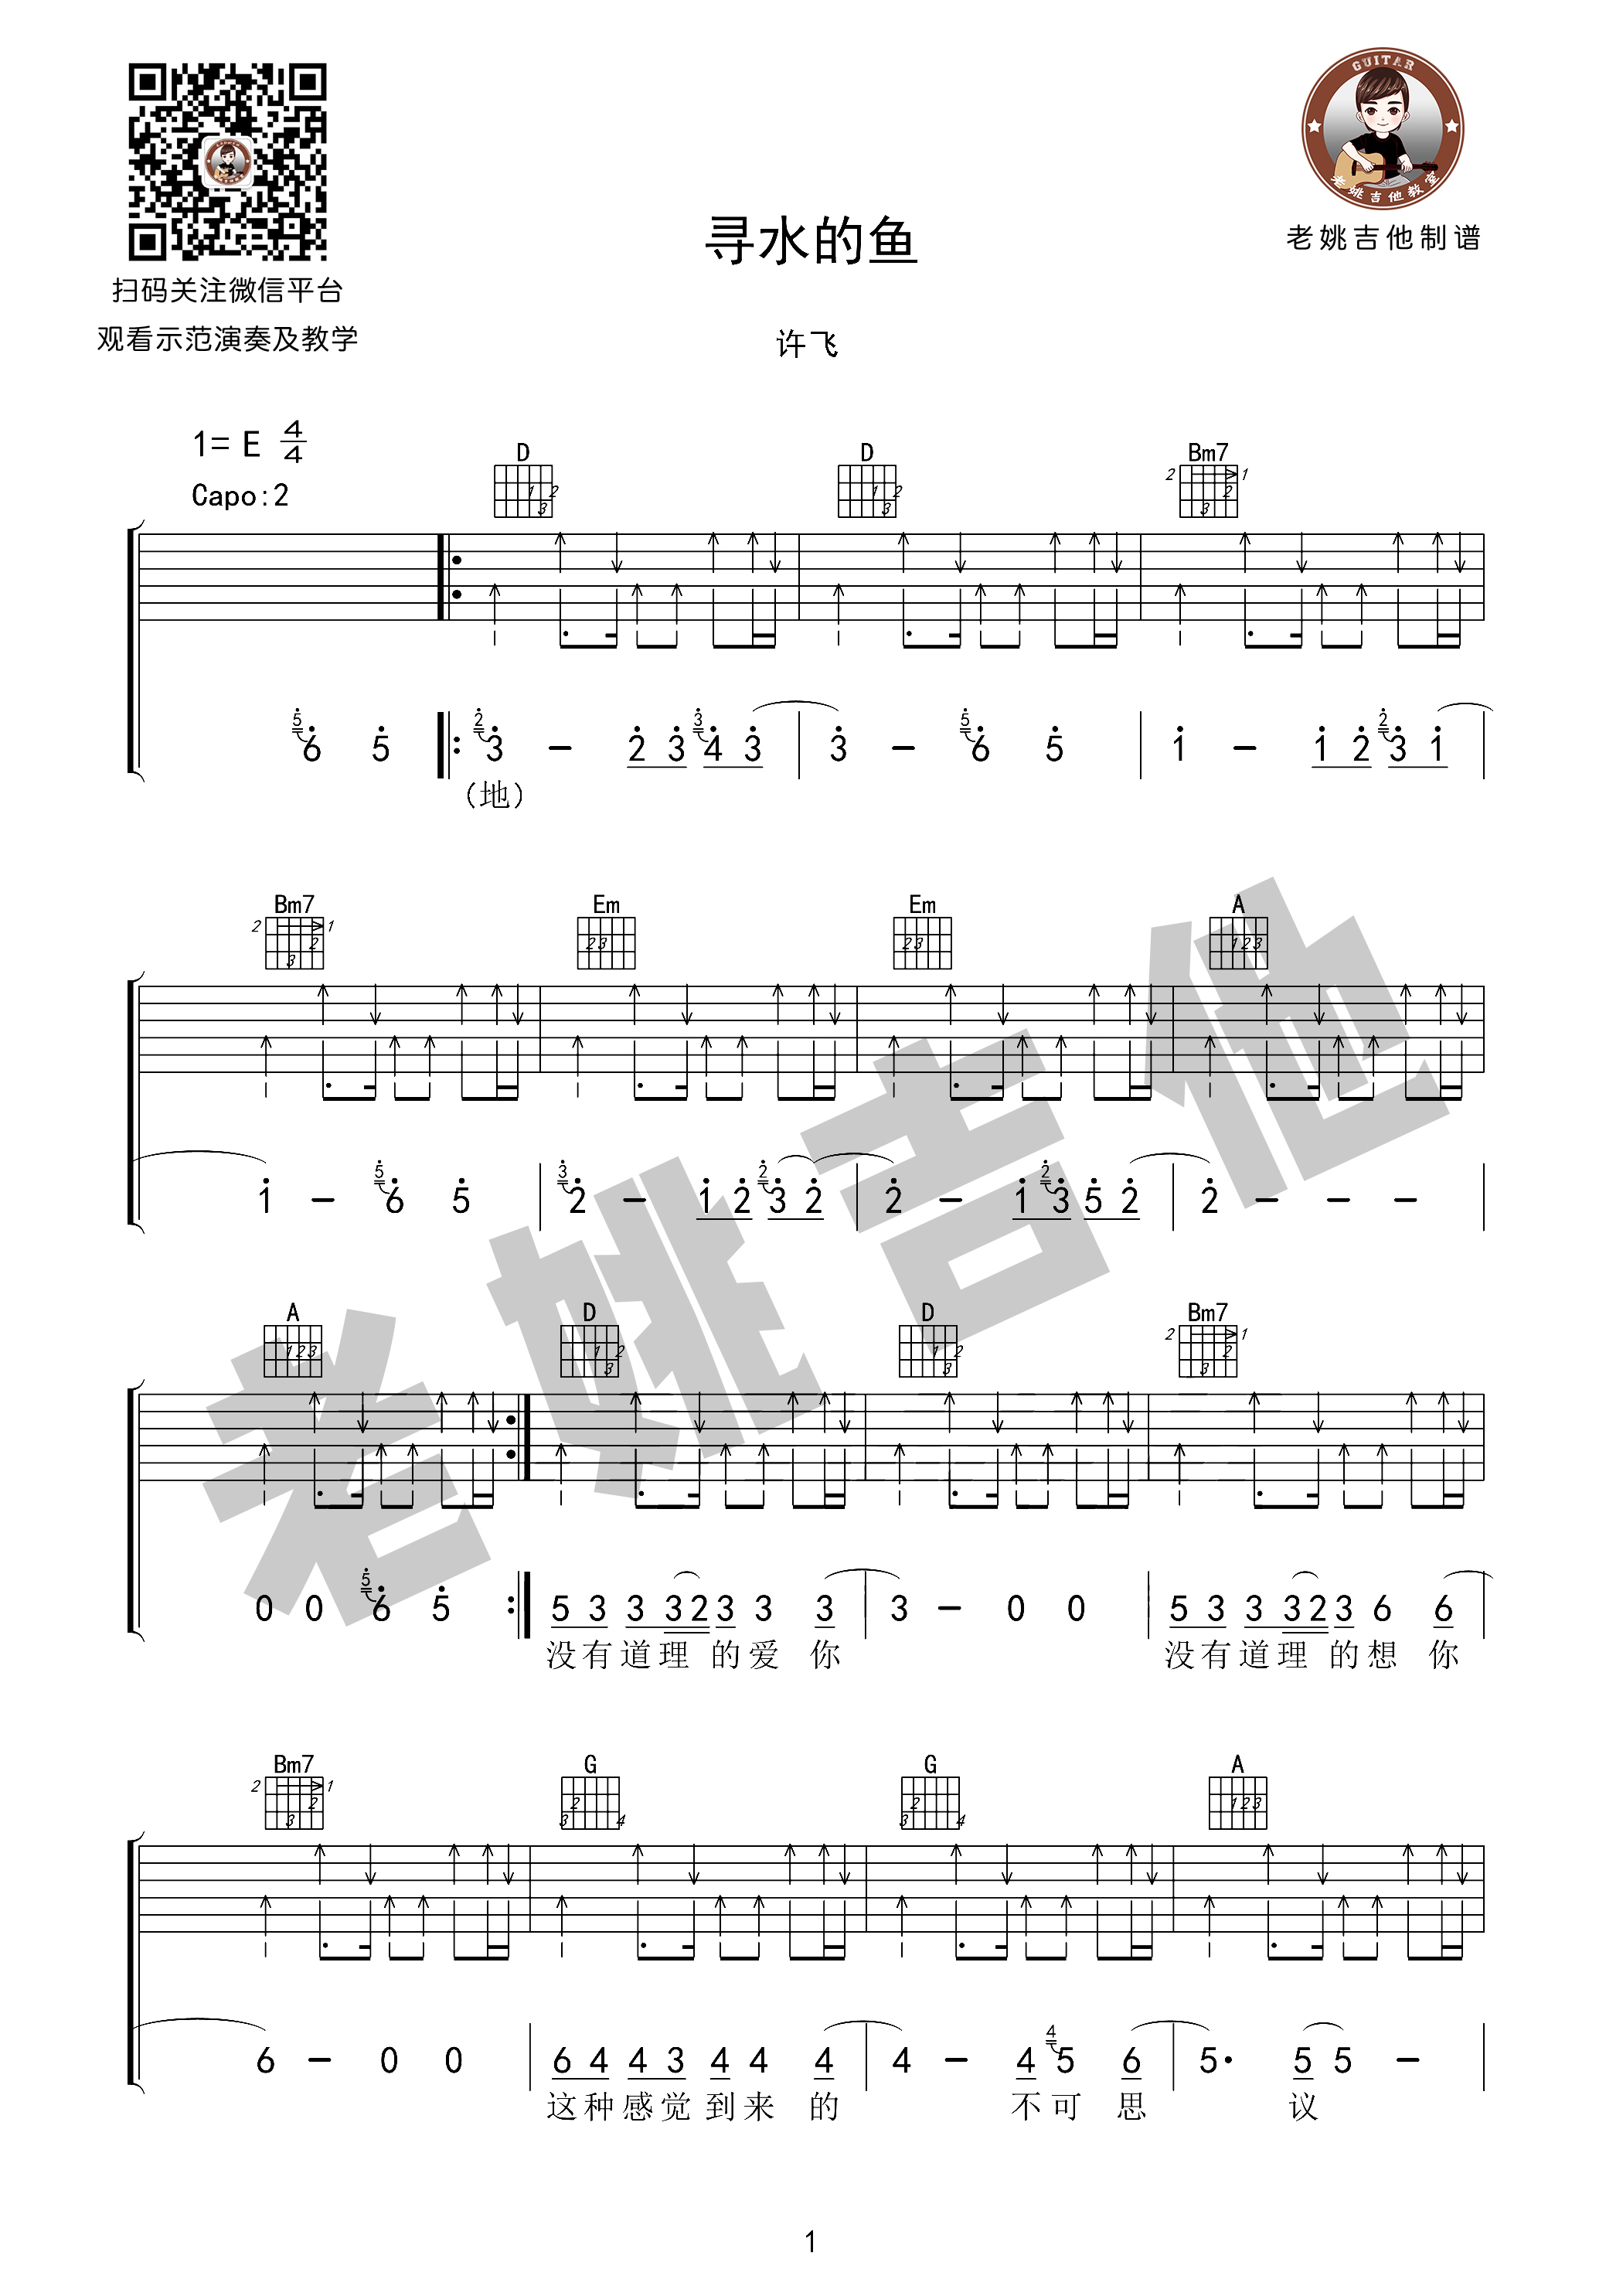 GUITAR
老姚吉他教室
老姚吉他制谱
扫码关注微信平台
观看示范演奏及教学
寻水的鱼
许飞
1= E 4/4
Capo:2
D D Bm7
6 5 3 - 2 3 4 3 3 - 6 5 1 - 1 2 3 1
(地)
Bm7 Em Em A
1 - 6 5 2 - 1 2 3 2 2 - 1 3 5 2 2 - - -
A D D Bm7
0 0 6 5 5 3 3 3 2 3 3 3 3 - 0 0 5 3 3 3 2 3 6 6
没有道理 的爱 你 没有道理 的想 你
Bm7 G G A
6 - 0 0 6 4 4 3 4 4 4 4 - 4 5 6 5· 5 5 -
这种感觉到来 的 不可 思 议
老姚吉他
1